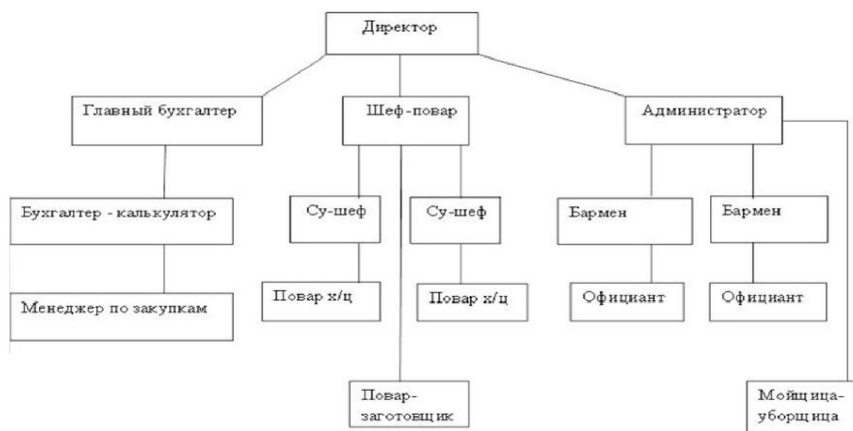 Директор
Главный бухгалтер
Шеф-повар
Администратор
Бухгалтер - калькулятор
Су-шеф
Су-шеф
Бармен
Бармен
Менеджер по закупкам
Повар х/ц
Повар х/ц
Официант
Официант
Повар-
заготовщик
Мойщица-
уборщица